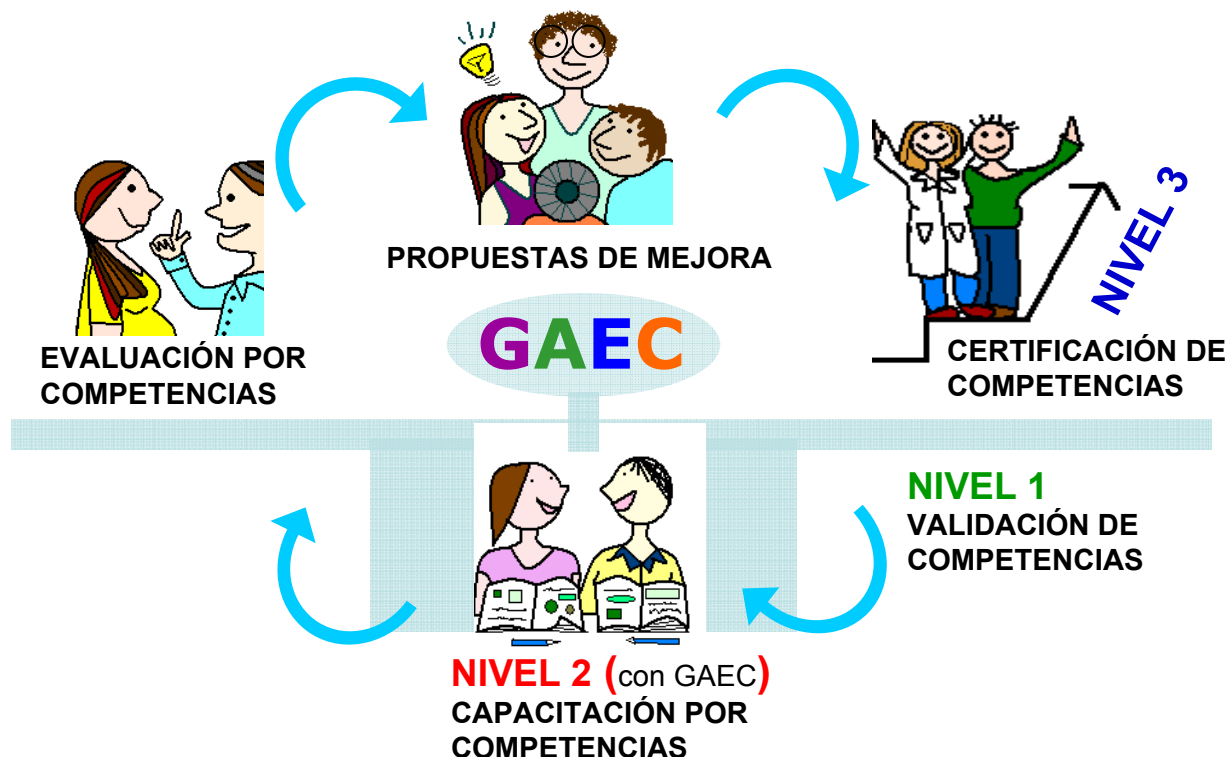 PROPUESTAS DE MEJORA
NIVEL 3
GAEC
EVALUACIÓN POR
COMPETENCIAS
CERTIFICACIÓN DE
COMPETENCIAS
NIVEL 1
VALIDACIÓN DE
COMPETENCIAS
NIVEL 2 (con GAEC)
CAPACITACIÓN POR
COMPETENCIAS